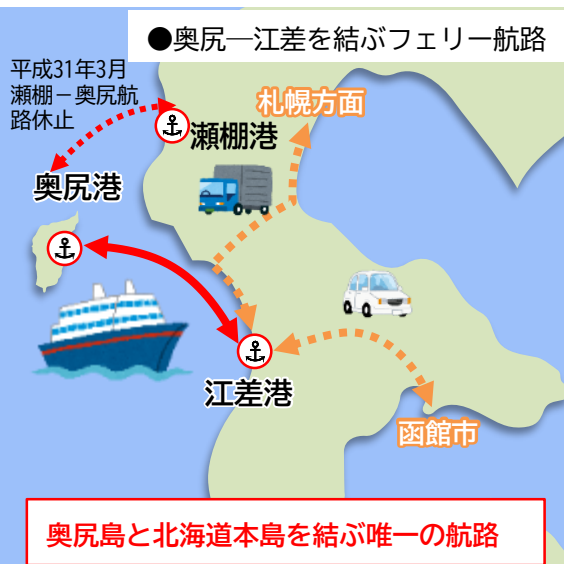 ●奥尻―江差を結ぶフェリー航路
平成31年3月
瀬棚－奥尻航
路休止
札幌方面
瀬棚港
奥尻港
江差港
函館市
奥尻島と北海道本島を結ぶ唯一の航路